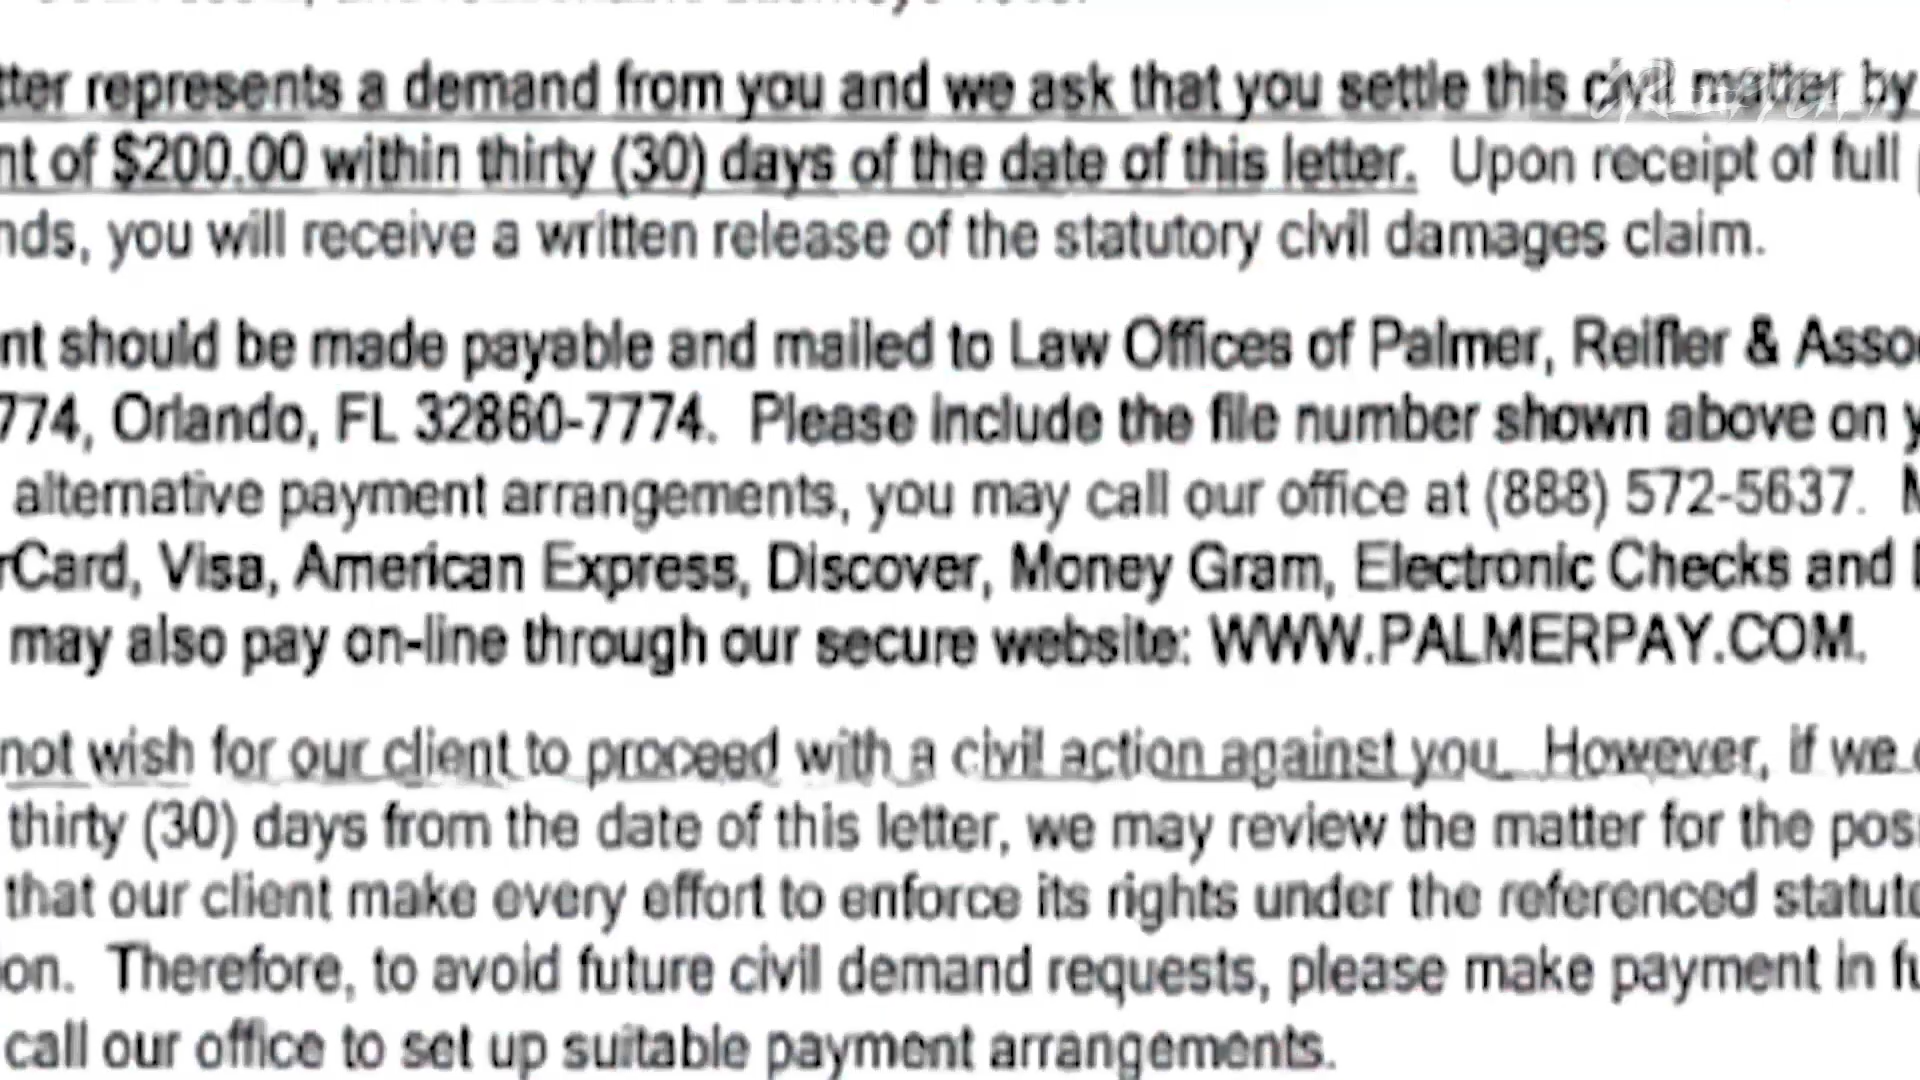 tter represents a demand from you and we ask that you settle this civil matter by
nt of $200.00 within thirty (30) days of the date of this letter. Upon receipt of full
nds, you will receive a written release of the statutory civil damages claim.
nt should be made payable and mailed to Law Offices of Palmer, Reifler & Asso
774, Orlando, FL 32860-7774. Please include the file number shown above on y
alternative payment arrangements, you may call our office at (888) 572-5637.
rCard, Visa, American Express, Discover, Money Gram, Electronic Checks and
may also pay on-line through our secure website: WWW.PALMERPAY.COM.
not wish for our client to proceed with a civil action against you. However, if we
thirty (30) days from the date of this letter, we may review the matter for the pos
that our client make every effort to enforce its rights under the referenced statut
on. Therefore, to avoid future civil demand requests, please make payment in fu
call our office to set up suitable payment arrangements.